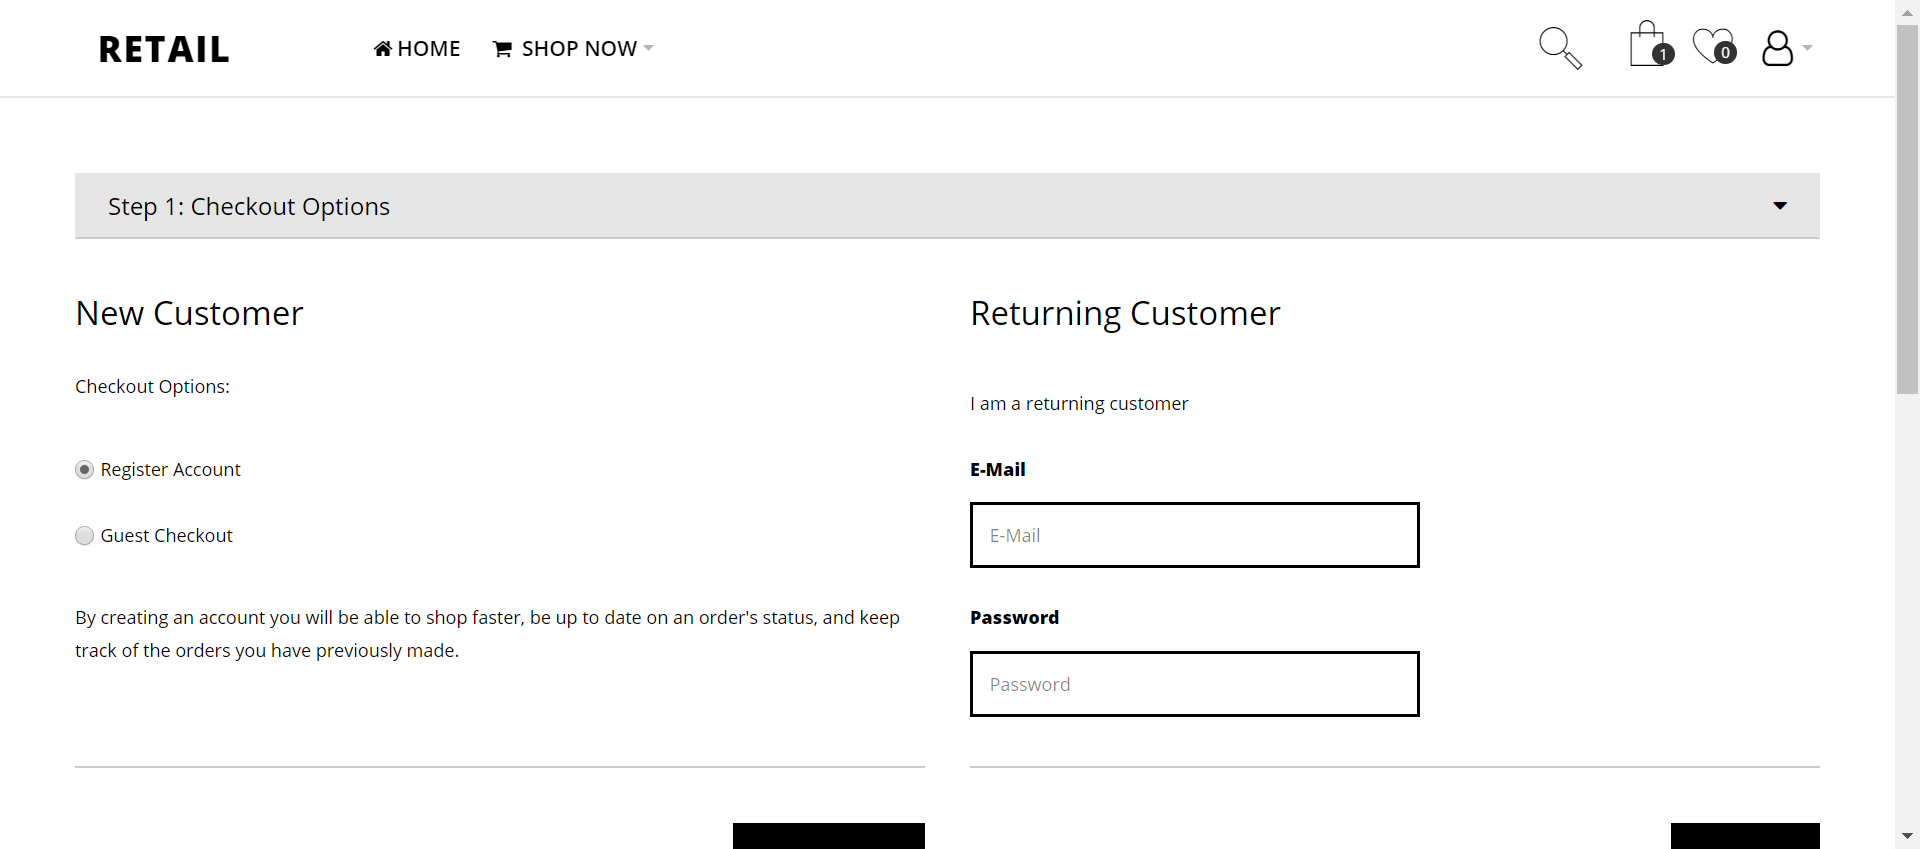 RETAIL
HOME
SHOP NOW
1
0
Step 1: Checkout Options
New Customer
Checkout Options:
Register Account
Guest Checkout
By creating an account you will be able to shop faster, be up to date on an order's status, and keep
track of the orders you have previously made.
Returning Customer
I am a returning customer
E-Mail
E-Mail
Password
Password